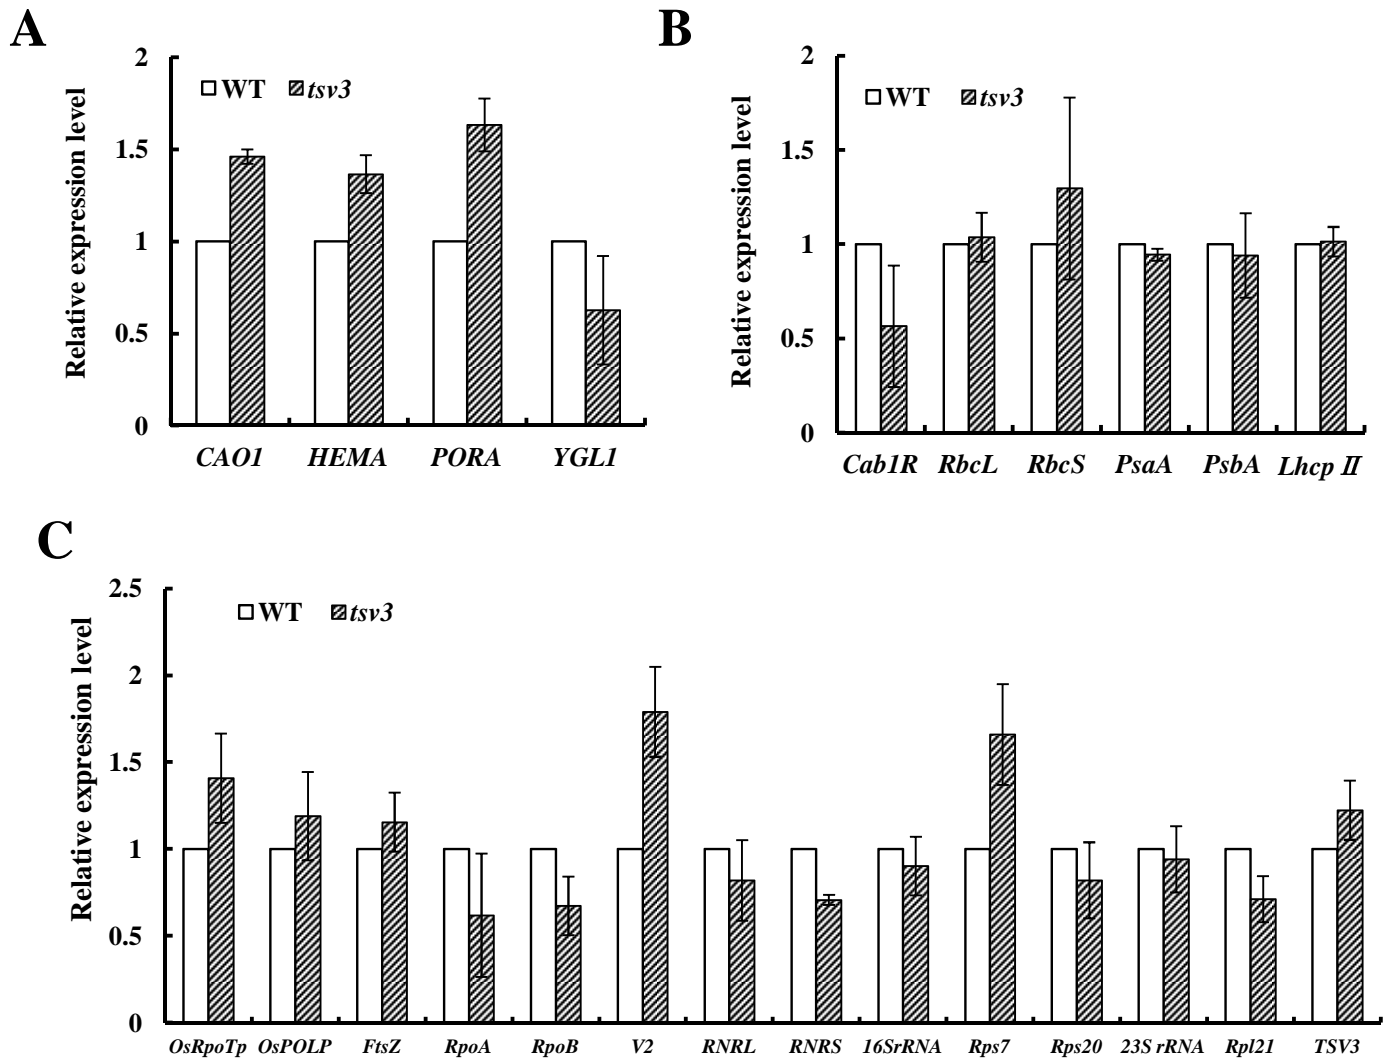 A
Relative expression level
2
1.5
1
0.5
0
WT tsv3
CAO1 HEMA PORA YGL1
B
Relative expression level
2
1.5
1
0.5
0
WT tsv3
Cab1R RbcL RbcS PsaA PsbA Lhcp Ⅱ
C
Relative expression level
2.5
2
1.5
1
0.5
0
WT tsv3
OsRpoTp OsPOLP FtsZ RpoA RpoB V2 RNRL RNRS 16SrRNA Rps7 Rps20 23S rRNA Rpl21 TSV3